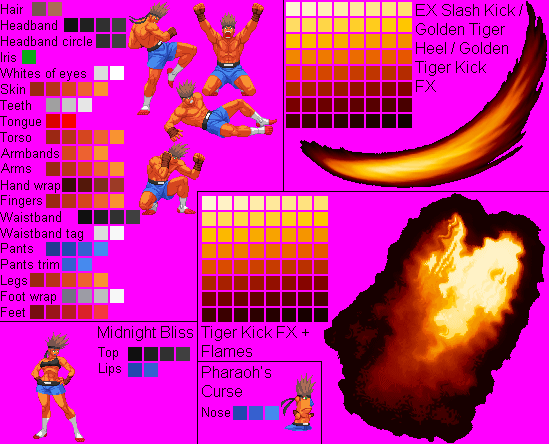 Hair
Headband
Headband circle
Iris
Whites of eyes
Skin
Teeth
Tongue
Torso
Armbands
Arms
Hand wrap
Fingers
Waistband
Waistband tag
Pants
Pants trim
Legs
Foot wrap
Feet
EX Slash Kick /
Golden Tiger
Heel / Golden
Tiger Kick
FX
Midnight Bliss
Top
Lips
Tiger Kick FX +
Flames
Pharaoh's
Curse
Nose